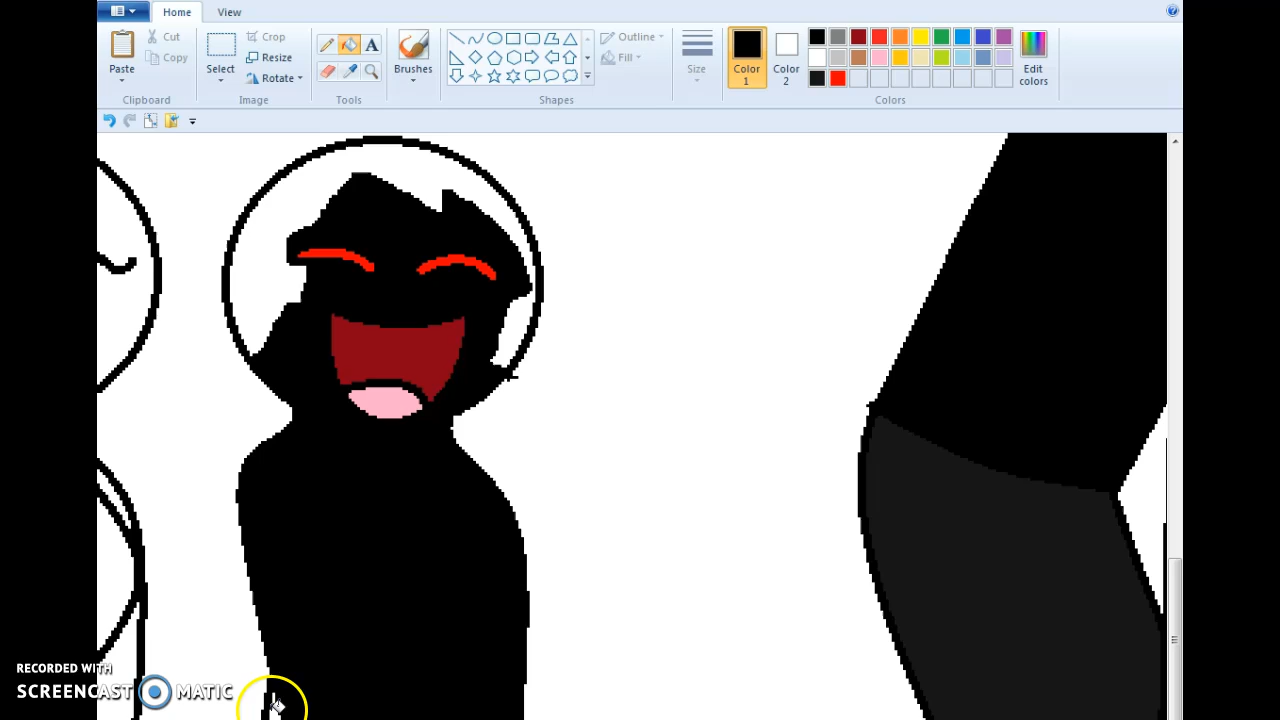 Home View
Cut
Copy
Paste
Clipboard
Crop
Resize
Rotate
Select
Image
A
Tools
Brushes
Outline
Fill
Shapes
Size
Color 1
Color 2
Edit colors
Colors
RECORDED WITH
SCREENCAST MATIC